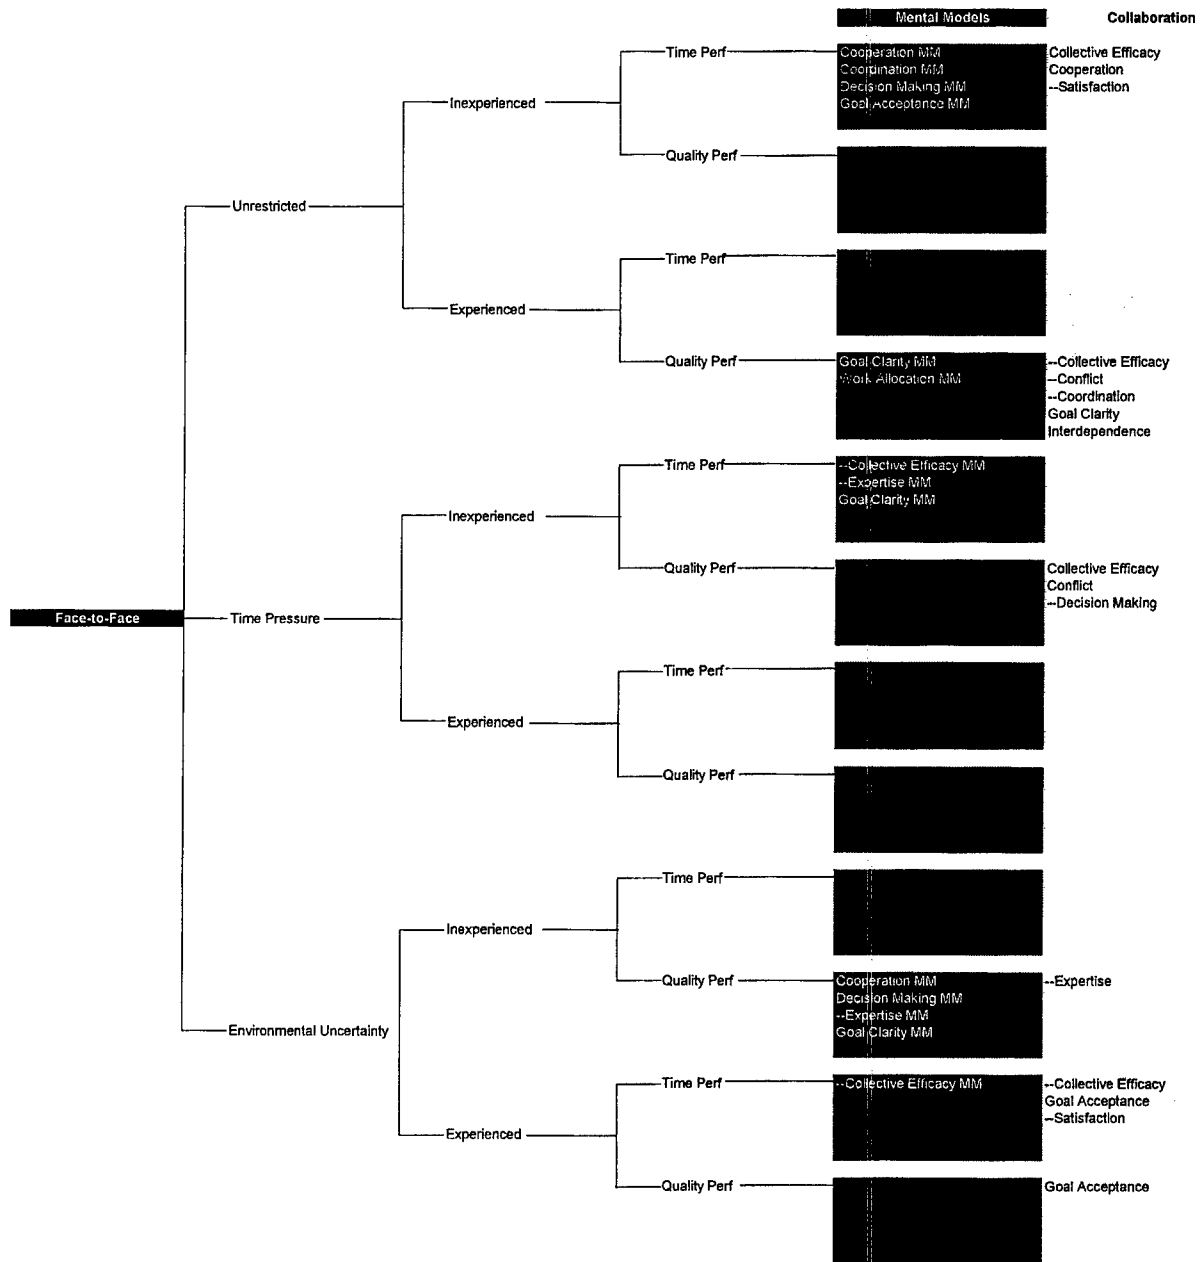 Mental Models Collaboration
Time Perf Cooperation MM Collective Efficacy
Coordination MM Cooperation
Decision Making MM --Satisfaction
Inexperienced Goal Acceptance MM
Quality Perf
Unrestricted
Time Perf
Experienced
Quality Perf Goal Clarity MM --Collective Efficacy
Work Allocation MM --Conflict
--Coordination
Goal Clarity
Interdependence
Time Perf --Collective Efficacy MM
--Expertise MM
Goal Clarity MM
Inexperienced
Quality Perf Collective Efficacy
Conflict
--Decision Making
Face-to-Face Time Pressure
Time Perf
Experienced
Quality Perf
Time Perf
Inexperienced
Quality Perf Cooperation MM --Expertise
Decision Making MM
--Expertise MM
Environmental Uncertainty Goal Clarity MM
Time Perf --Collective Efficacy MM --Collective Efficacy
Goal Acceptance
--Satisfaction
Experienced
Quality Perf Goal Acceptance